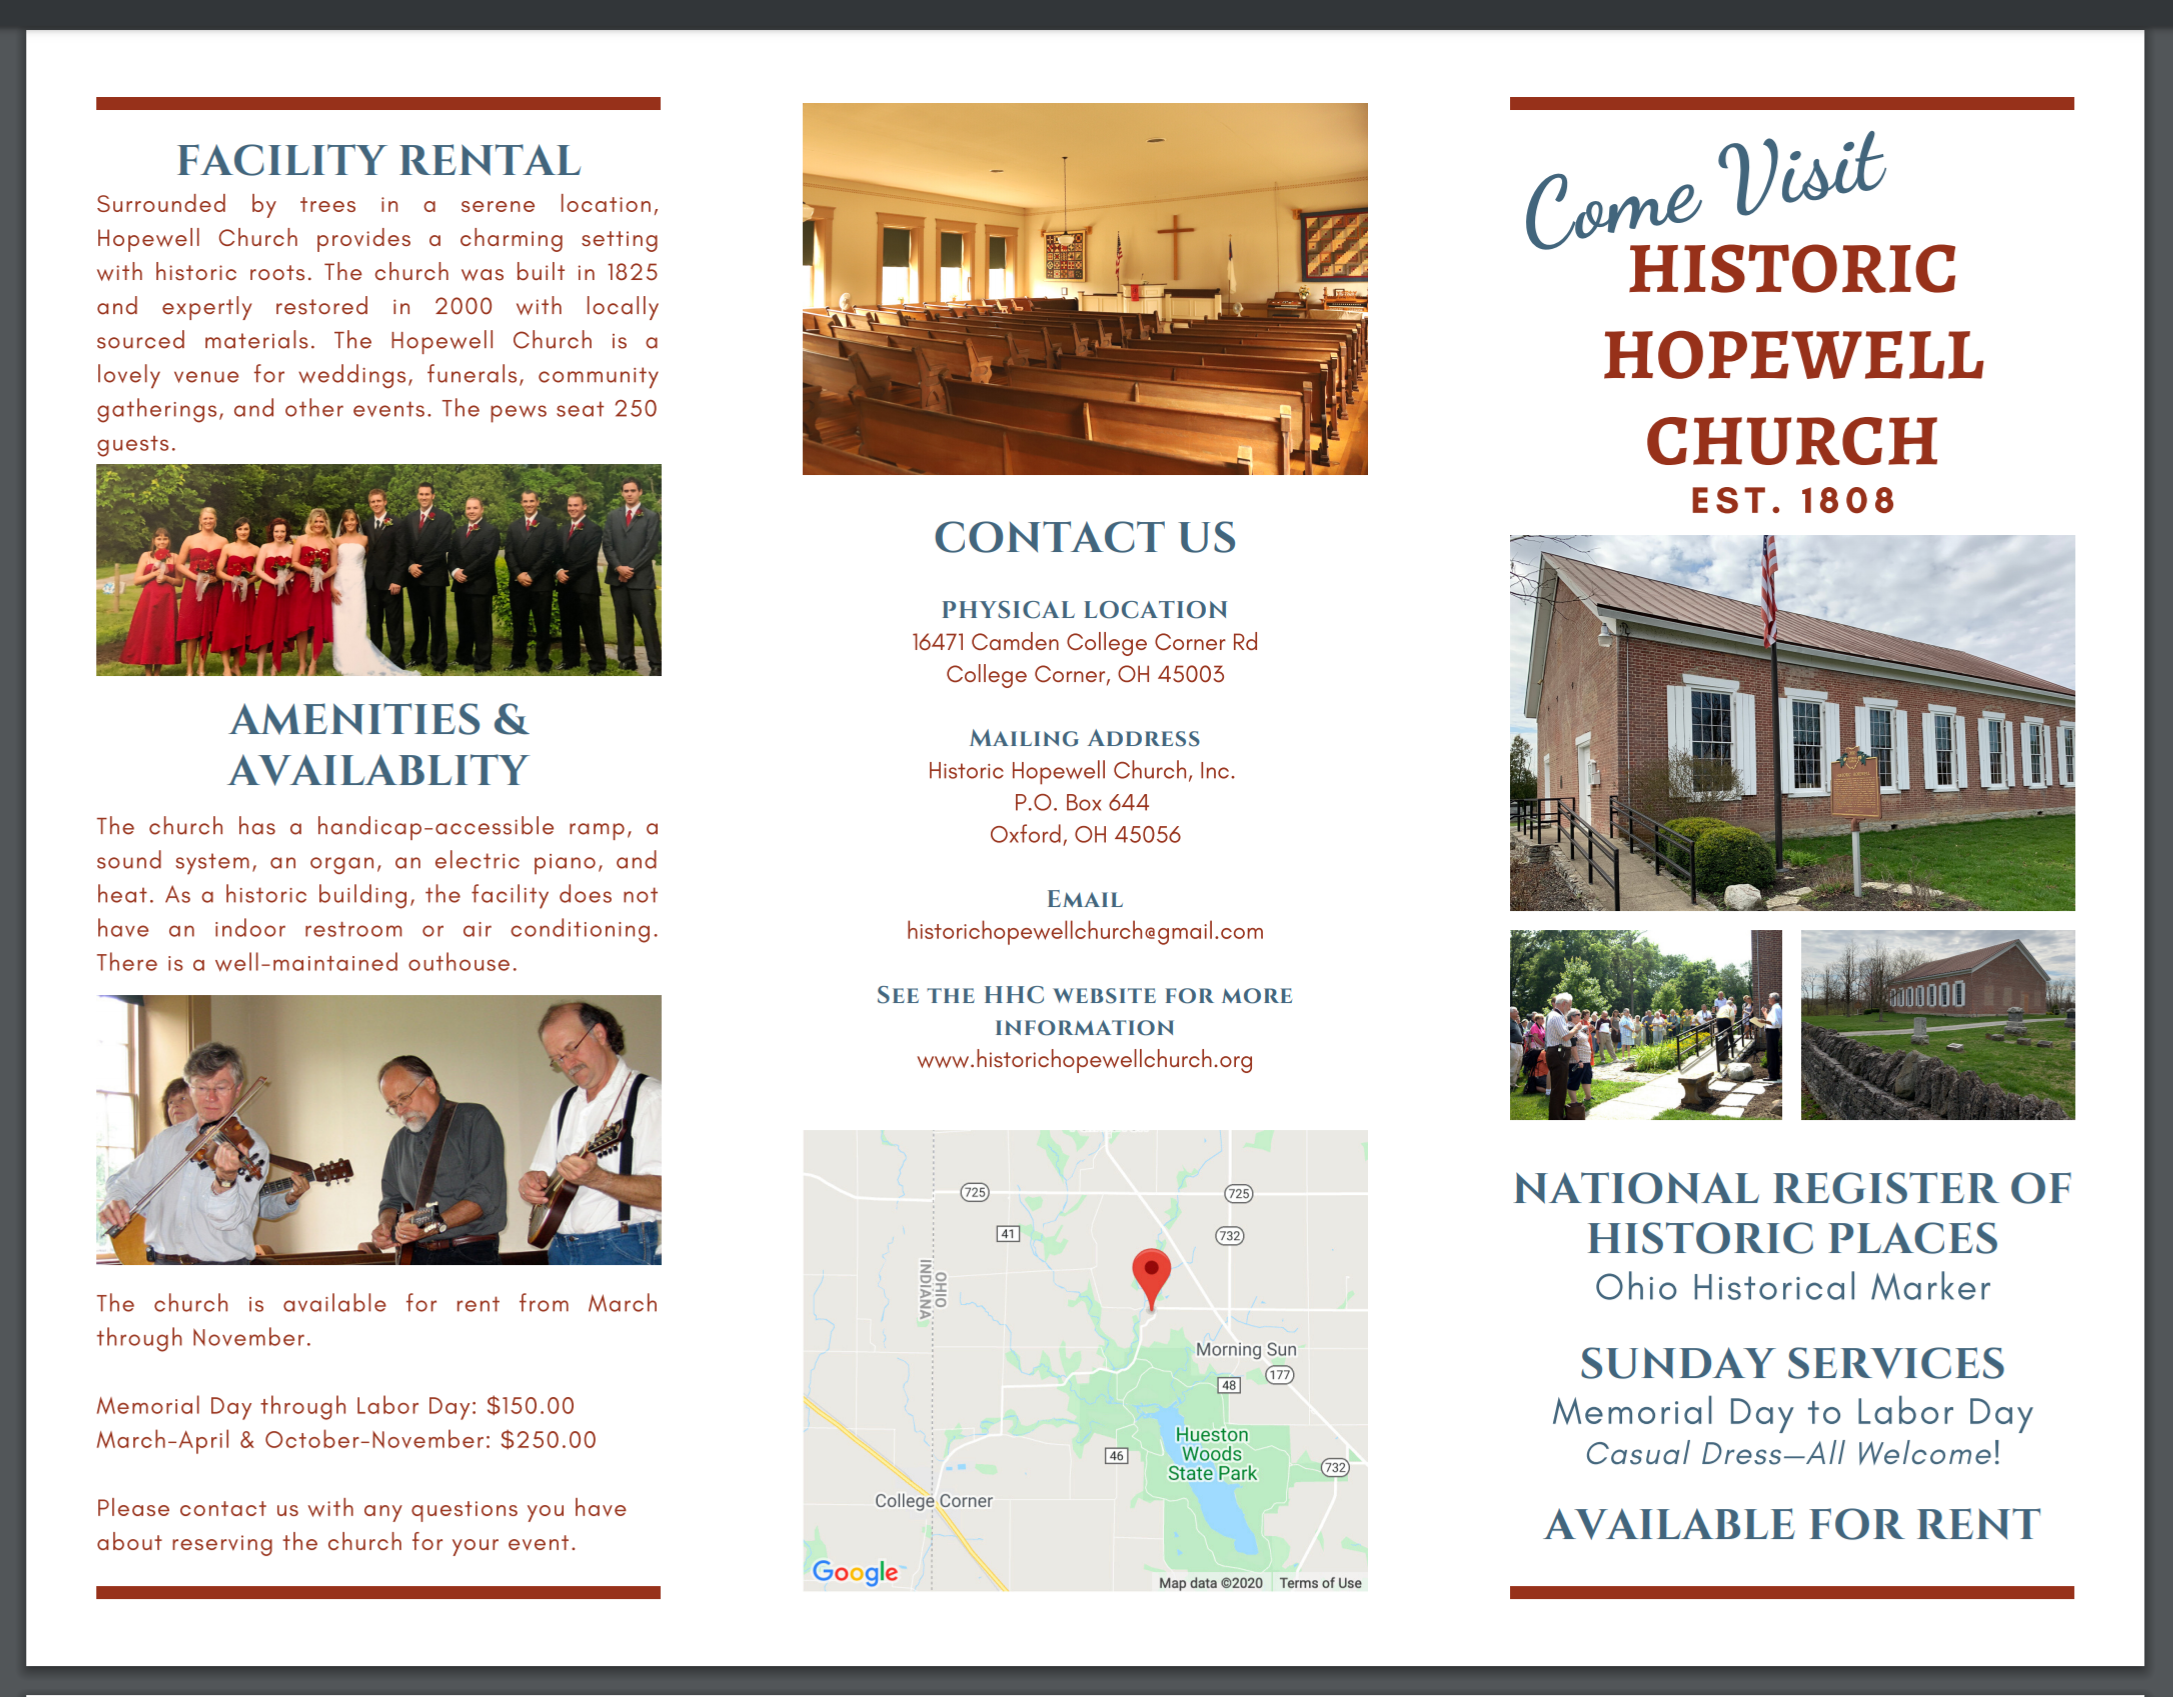 FACILITY RENTAL
Surrounded by trees in a serene location,
Hopewell Church provides a charming setting
with historic roots. The church was built in 1825
and expertly restored in 2000 with locally
sourced materials. The Hopewell Church is a
lovely venue for weddings, funerals, community
gatherings, and other events. The pews seat 250
guests.
AMENITIES &
AVAILABLITY
The church has a handicap-accessible ramp, a
sound system, an organ, an electric piano, and
heat. As a historic building, the facility does not
have an indoor restroom or air conditioning.
There is a well-maintained outhouse.
The church is available for rent from March
through November.
Memorial Day through Labor Day: $150.00
March-April & October-November: $250.00
Please contact us with any questions you have
about reserving the church for your event.
CONTACT US
PHYSICAL LOCATION
16471 Camden College Corner Rd
College Corner, OH 45003
MAILING ADDRESS
Historic Hopewell Church, Inc.
P.O. Box 644
Oxford, OH 45056
EMAIL
historichopewellchurch@gmail.com
SEE THE HHC WEBSITE FOR MORE
INFORMATION
www.historichopewellchurch.org
725
725
41
732
OHIO
INDIANA
Morning Sun
177
48
Hueston
Woods
State Park
46
732
College Corner
Google
Map data ©2020
Terms of Use
Come Visit
HISTORIC
HOPEWELL
CHURCH
EST. 1808
NATIONAL REGISTER OF
HISTORIC PLACES
Ohio Historical Marker
SUNDAY SERVICES
Memorial Day to Labor Day
Casual Dress—All Welcome!
AVAILABLE FOR RENT